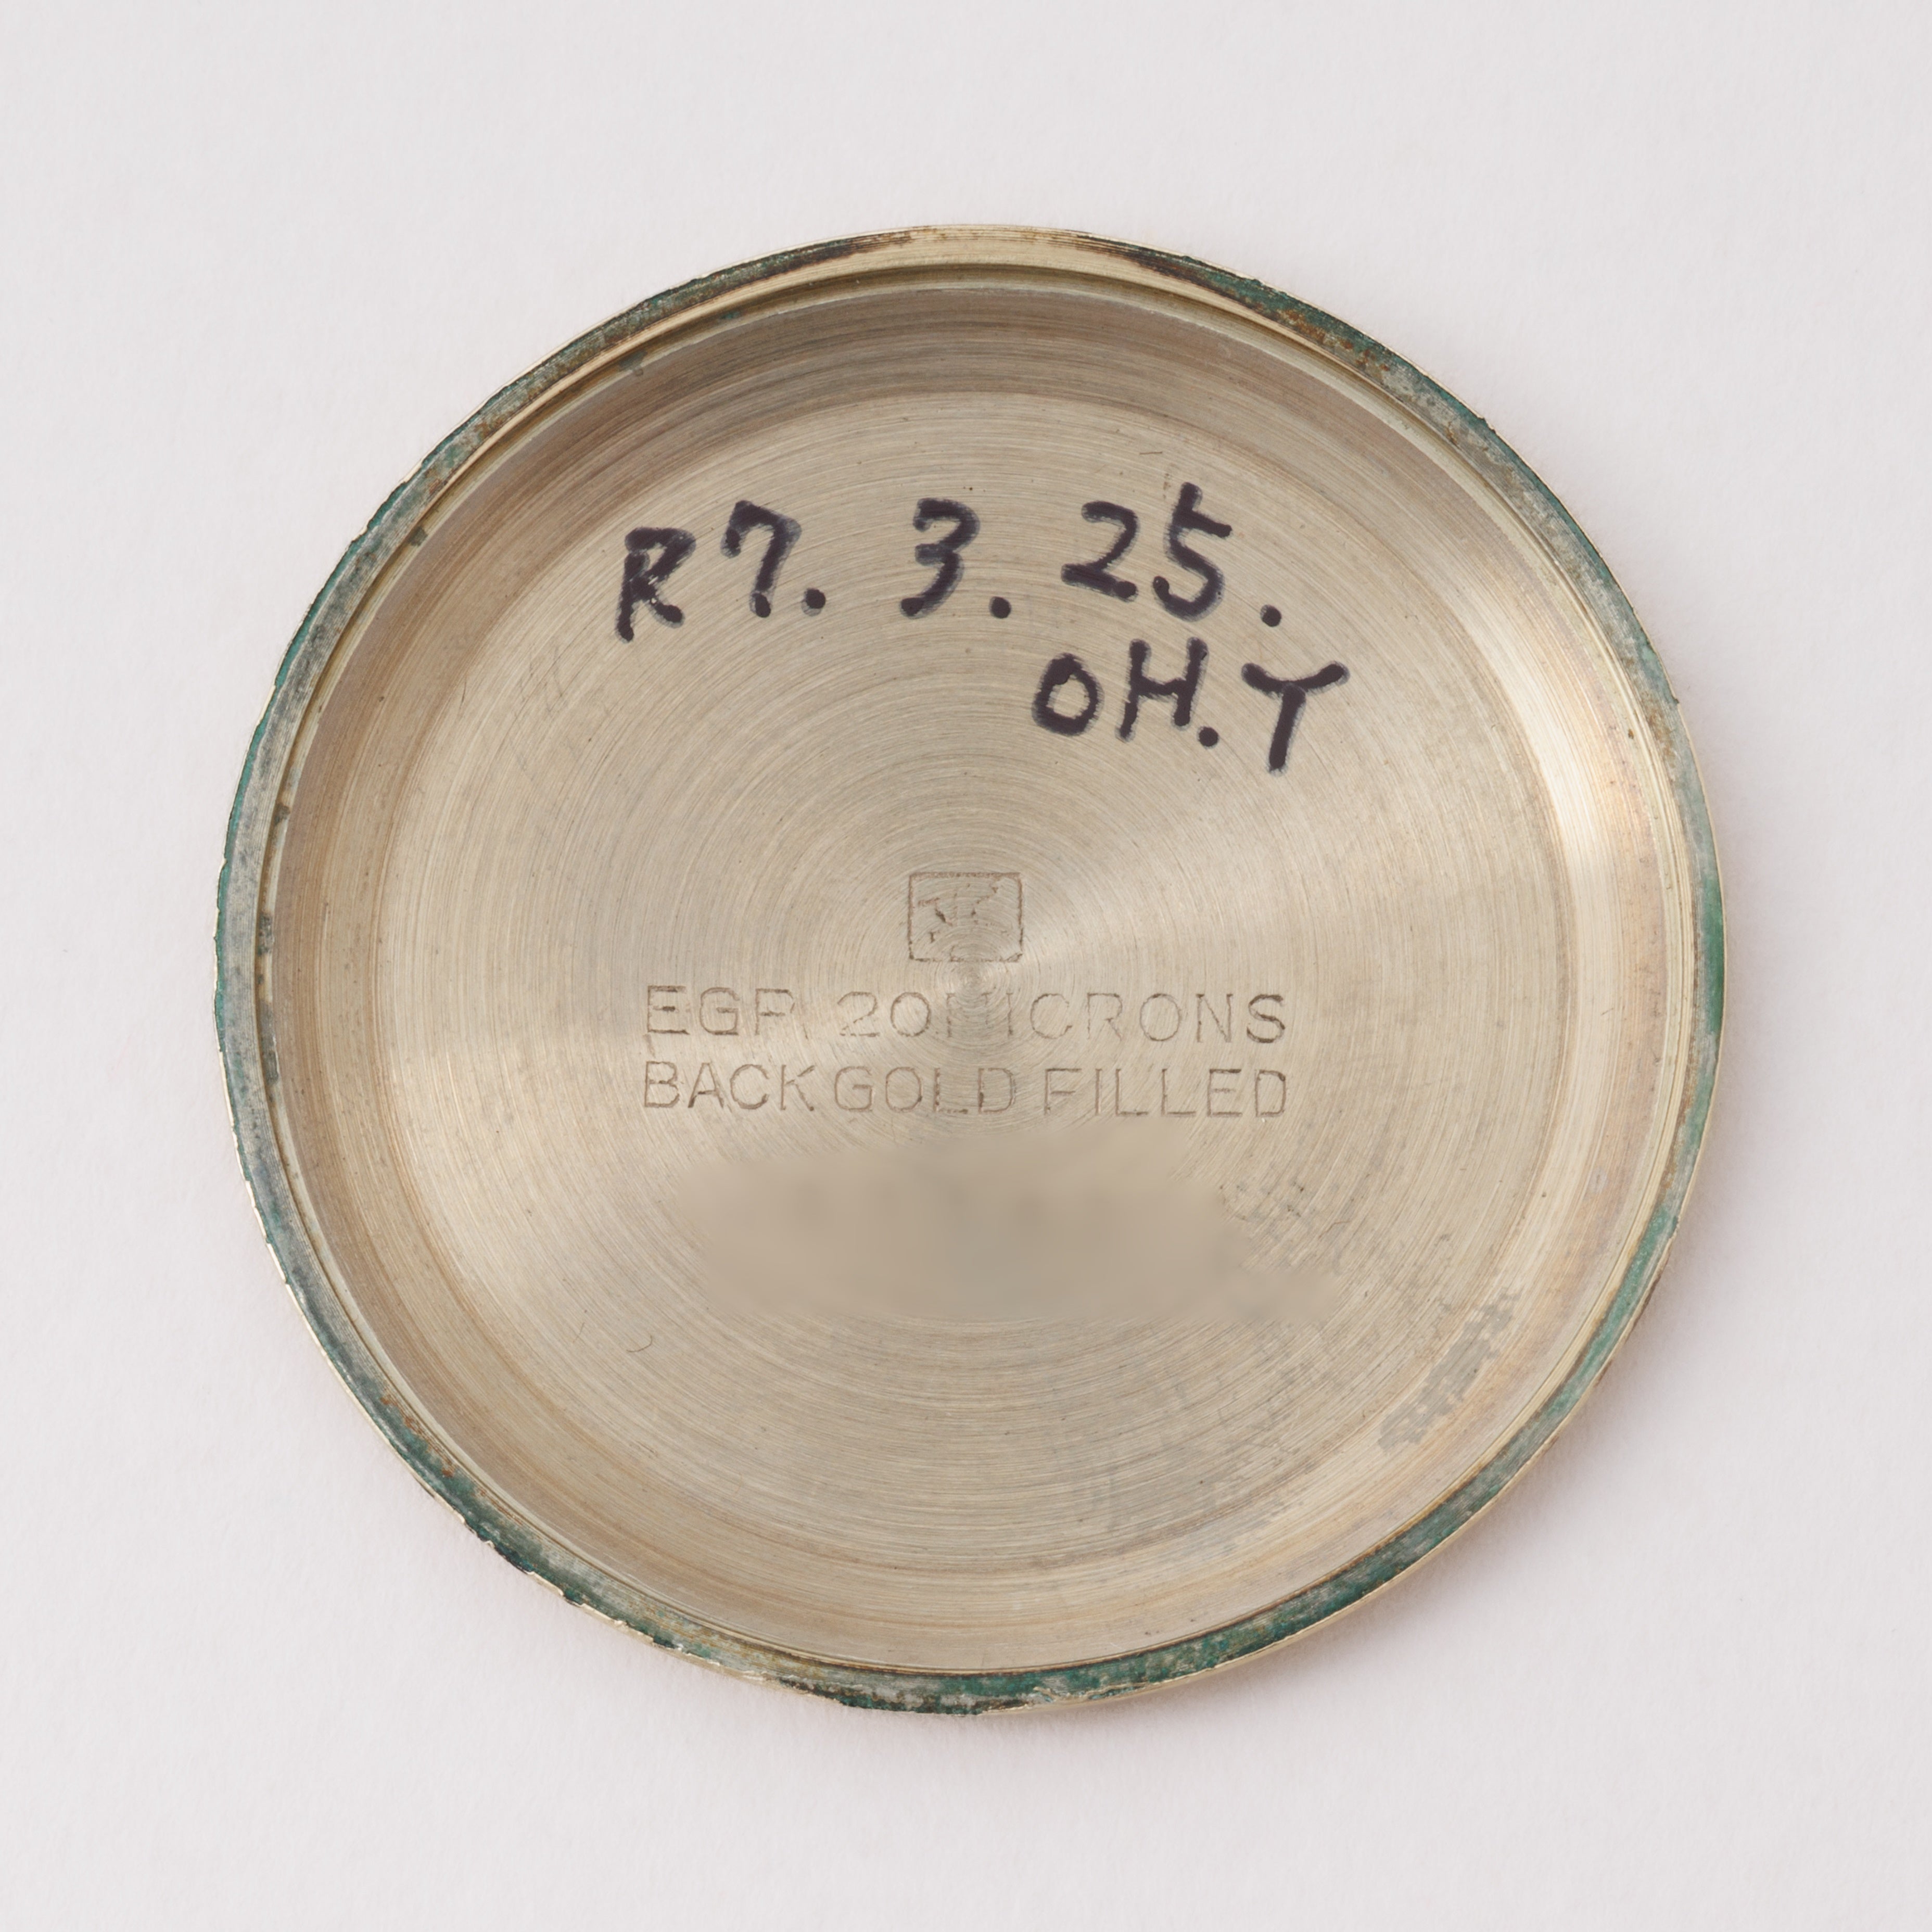 R7. 3. 25.
OH.T
EGP. 20MICRONS
BACK GOLD FILLED